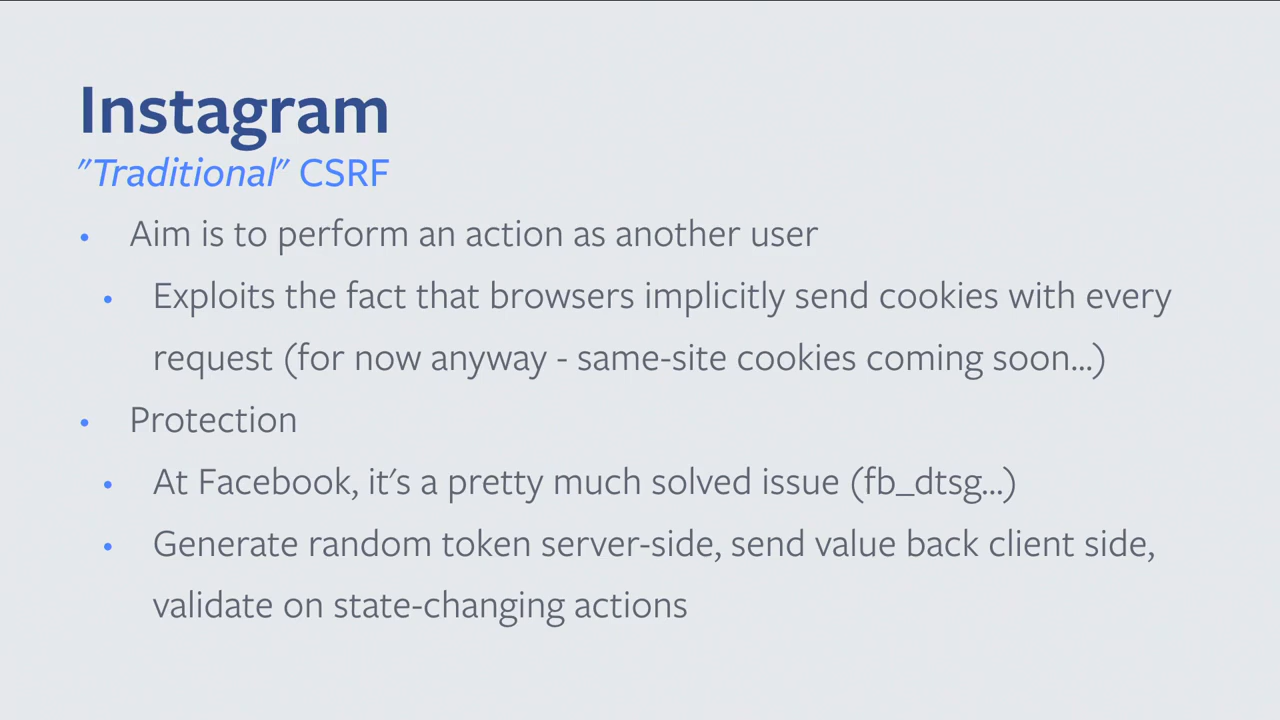 Instagram
"Traditional" CSRF
• Aim is to perform an action as another user
• Exploits the fact that browsers implicitly send cookies with every
request (for now anyway - same-site cookies coming soon...)
• Protection
• At Facebook, it's a pretty much solved issue (fb_dtsg...)
• Generate random token server-side, send value back client side,
validate on state-changing actions